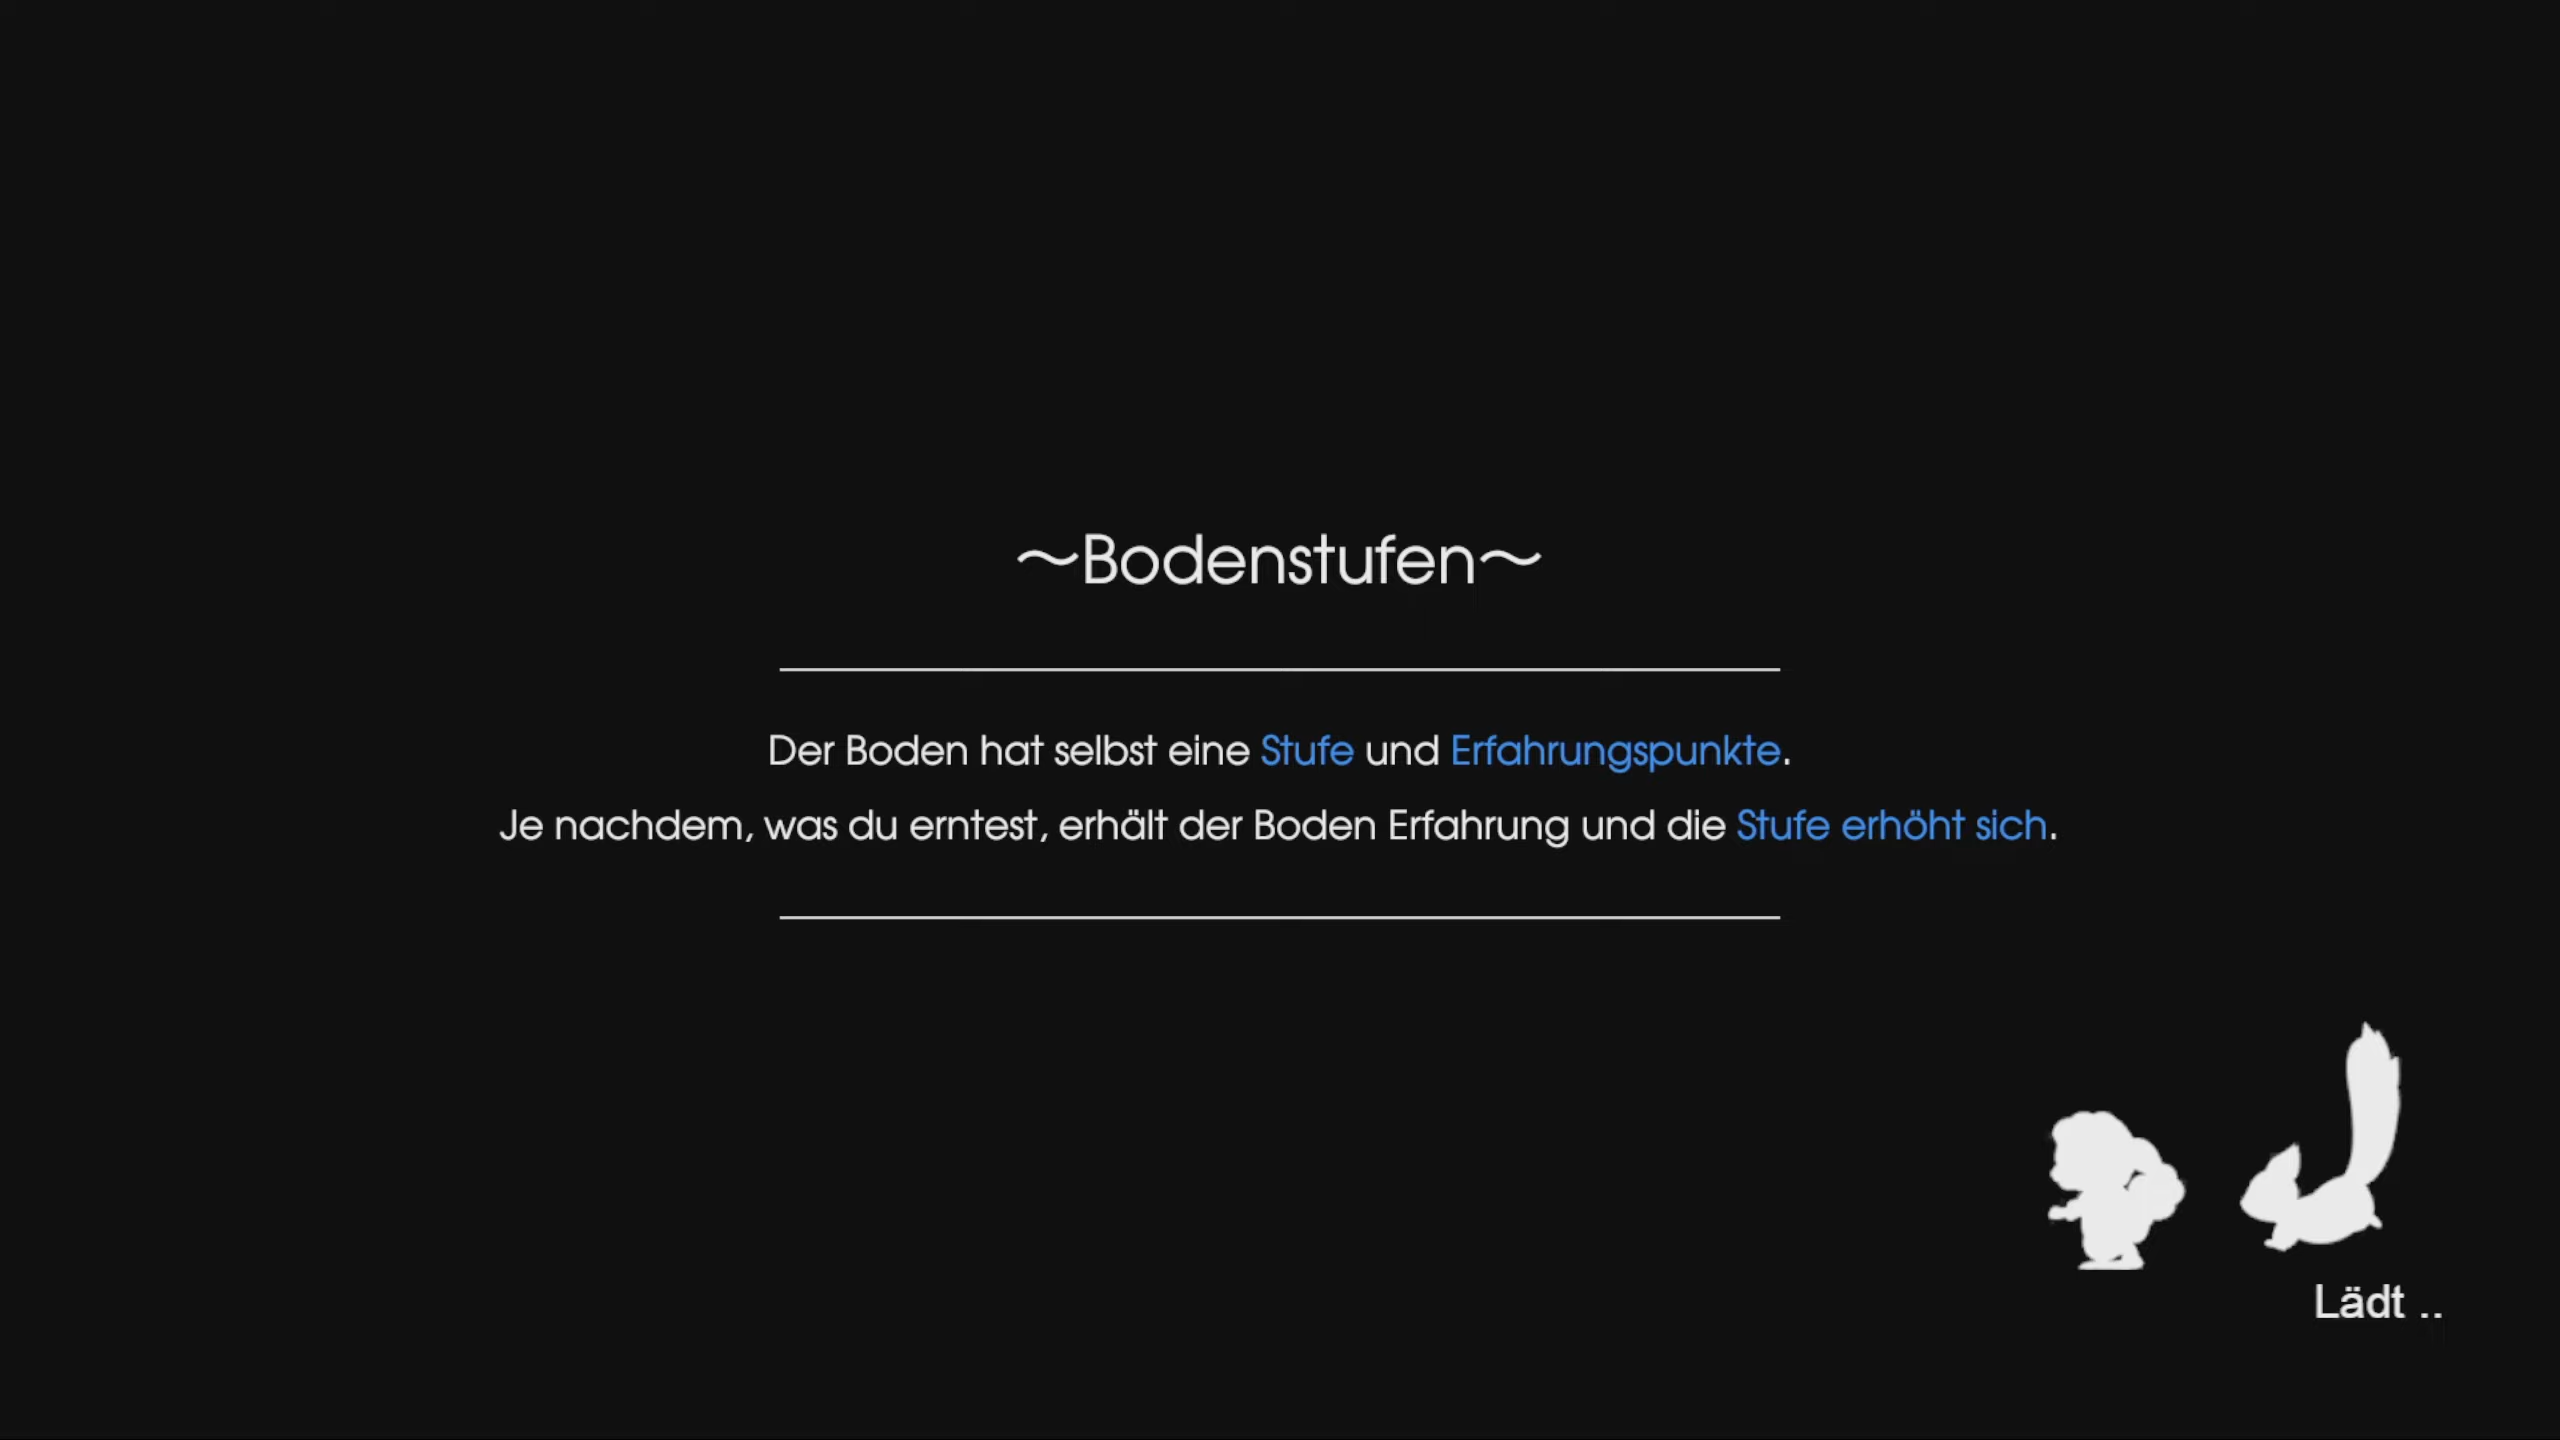 ～Bodenstufen～
Der Boden hat selbst eine Stufe und Erfahrungspunkte.
Je nachdem, was du erntest, erhält der Boden Erfahrung und die Stufe erhöht sich.
Lädt ..